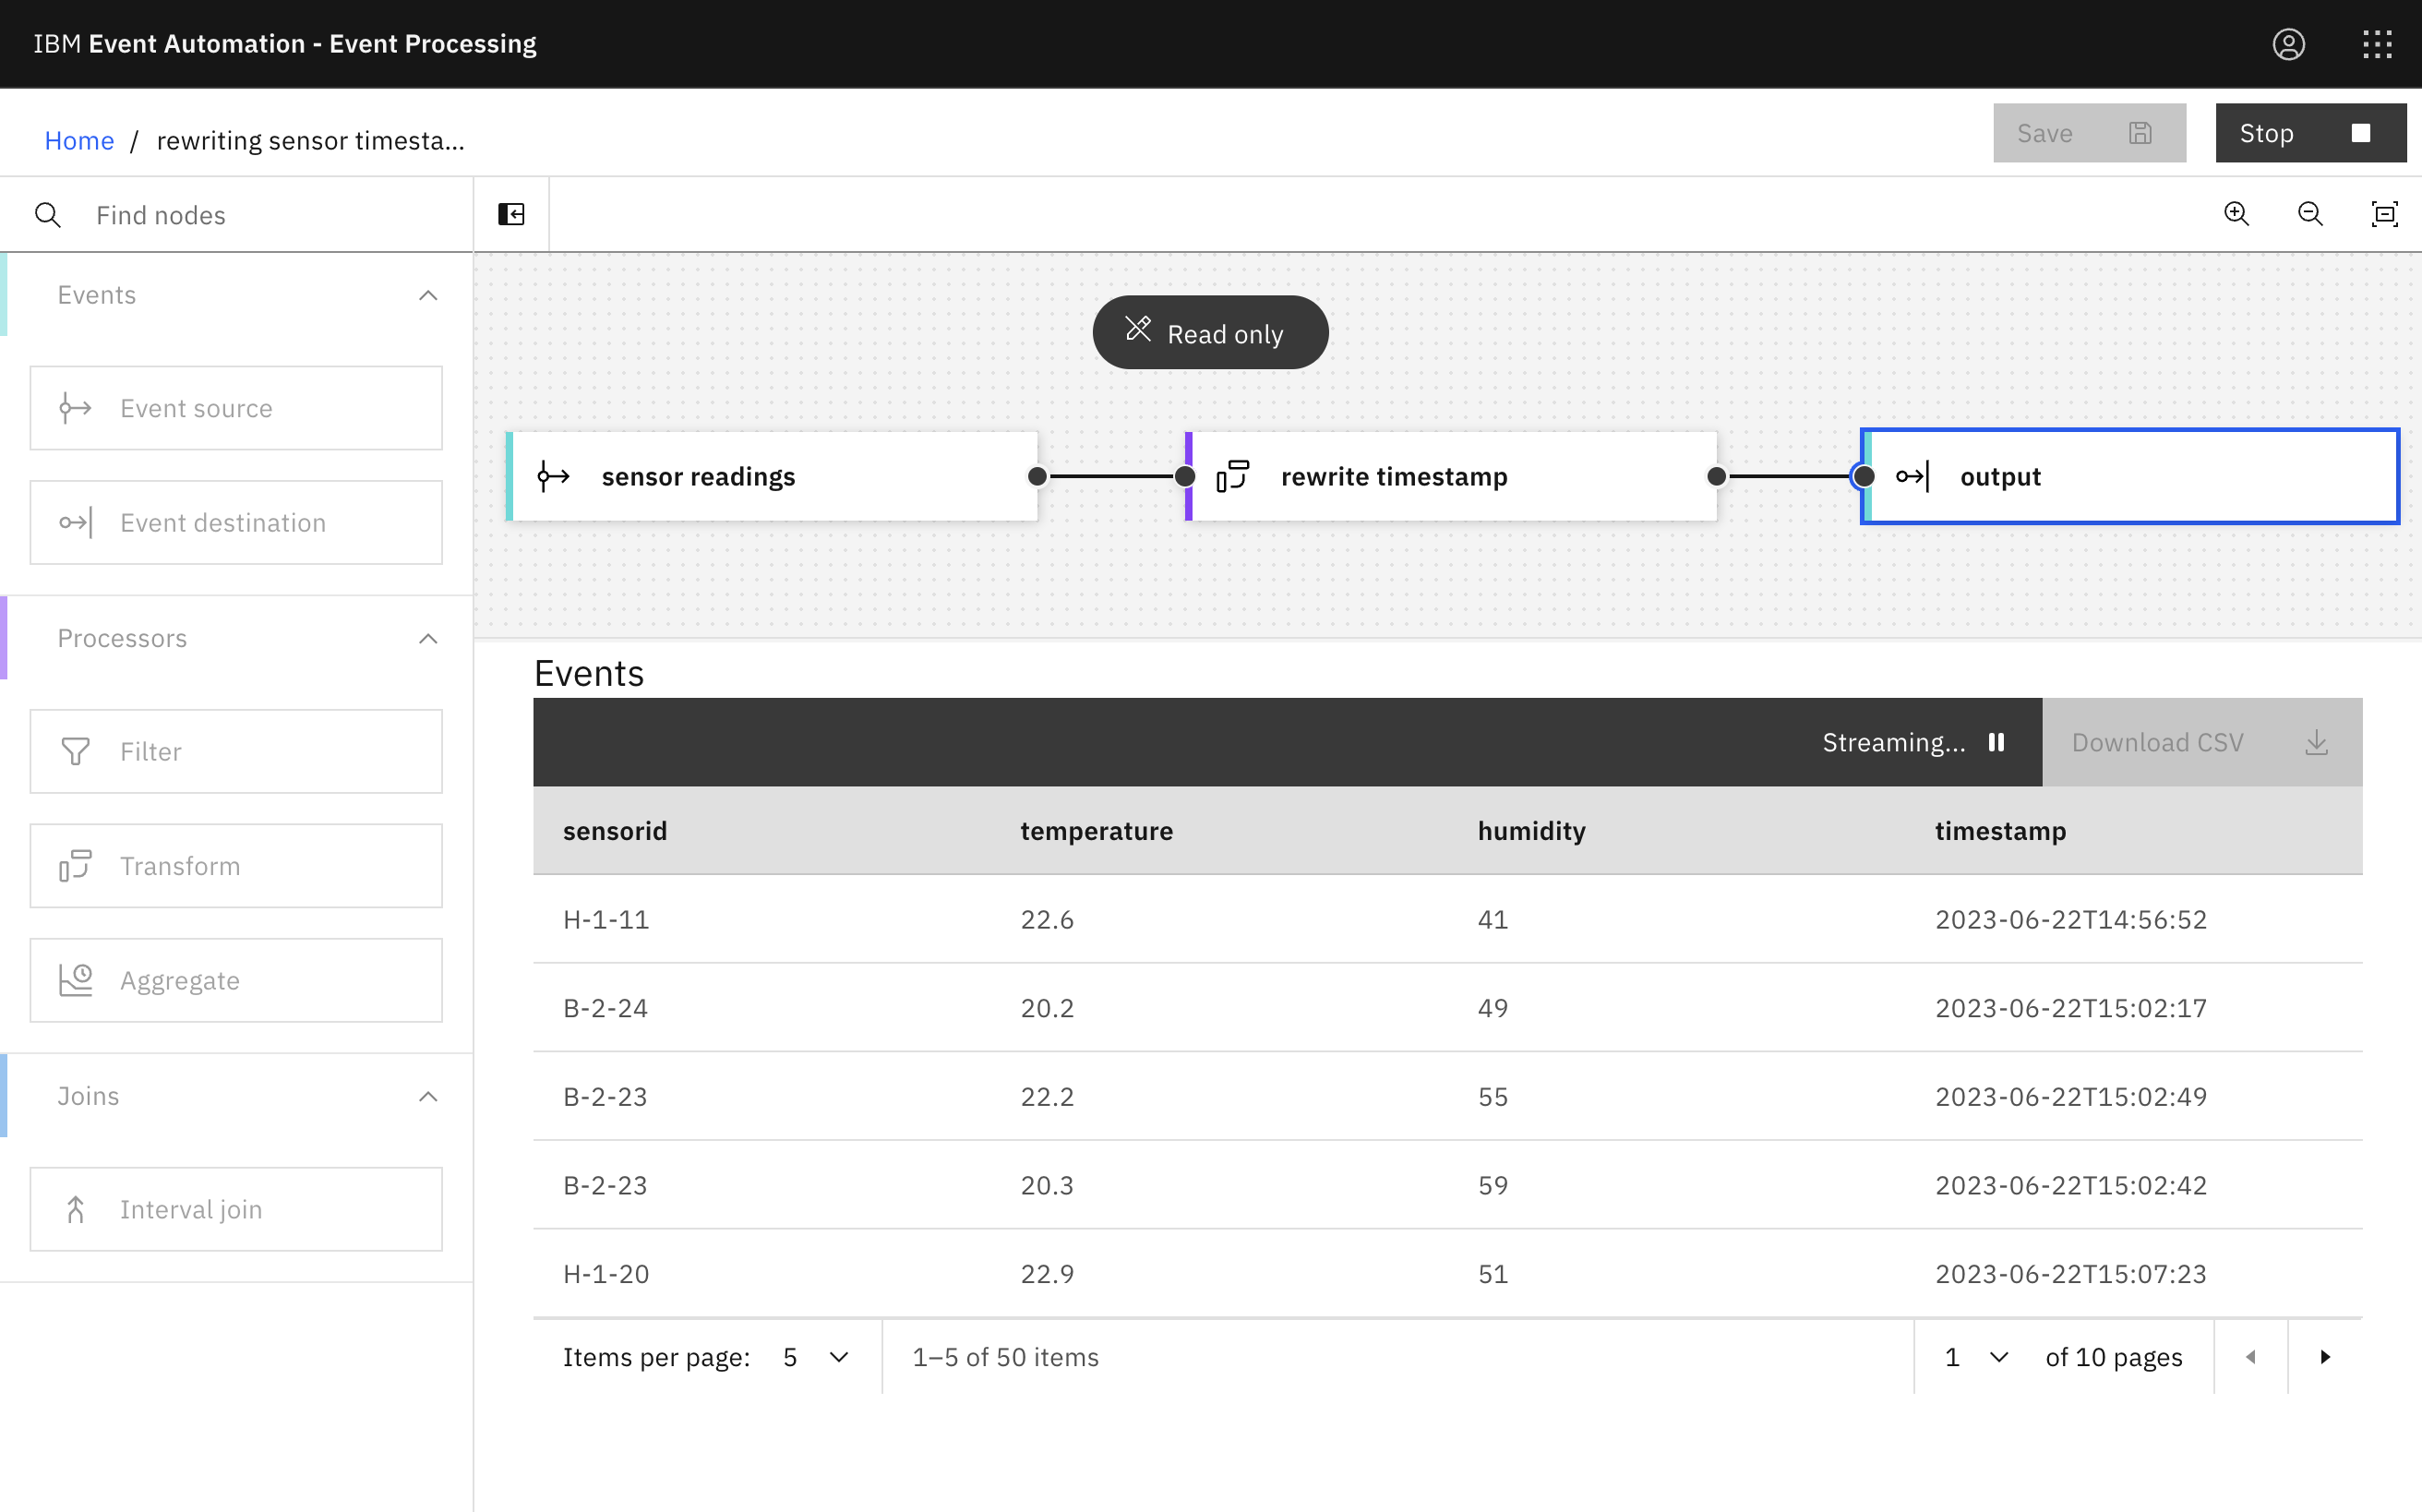 IBM Event Automation - Event Processing
Home / rewriting sensor timesta...
Save
Stop
Find nodes
Events
Event source
Event destination
Processors
Filter
Transform
Aggregate
Joins
Interval join
Read only
sensor readings
rewrite timestamp
output
Events
Streaming...
Download CSV
sensorid temperature humidity timestamp
H-1-11 22.6 41 2023-06-22T14:56:52
B-2-24 20.2 49 2023-06-22T15:02:17
B-2-23 22.2 55 2023-06-22T15:02:49
B-2-23 20.3 59 2023-06-22T15:02:42
H-1-20 22.9 51 2023-06-22T15:07:23
Items per page: 5 1–5 of 50 items 1 of 10 pages